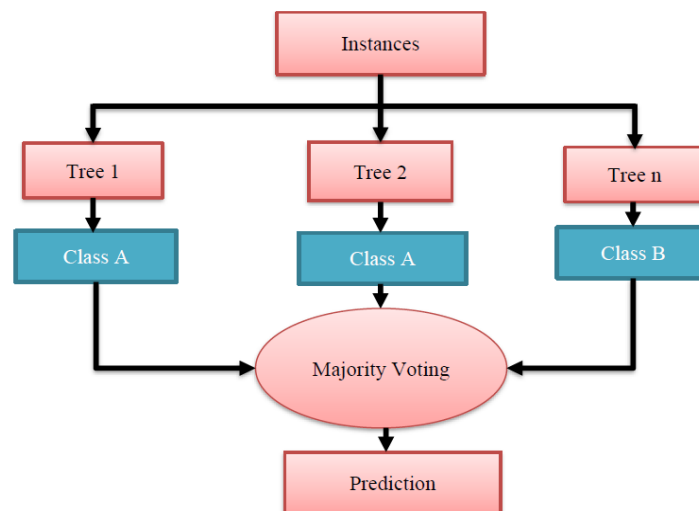 Instances
Tree 1
Tree 2
Tree n
Class A
Class A
Class B
Majority Voting
Prediction